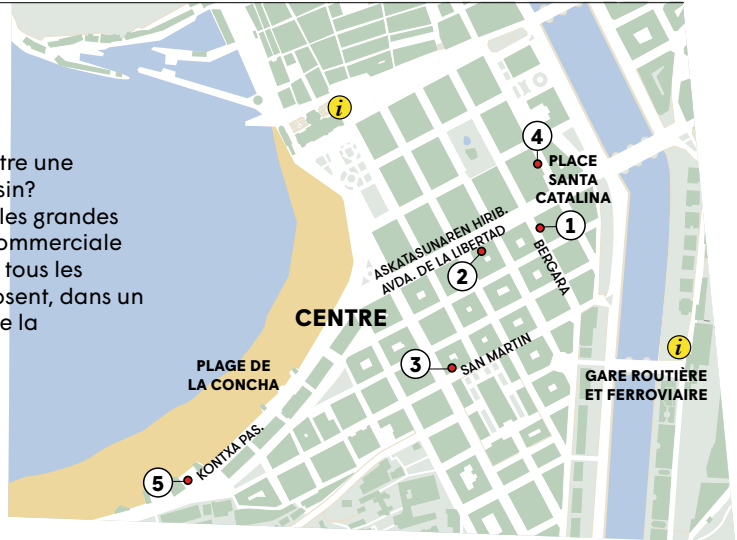 tre une
sin?
les grandes
ommerciale
tous les
osent, dans un
e la
i
4
PLACE
SANTA
CATALINA
1
BERGARA
ASKATASUNAREN HIRIB.
AVDA. DE LA LIBERTAD
2
CENTRE
3
SAN MARTIN
i
GARE ROUTIÈRE
ET FERROVIAIRE
PLAGE DE
LA CONCHA
KONTXA PAS.
5